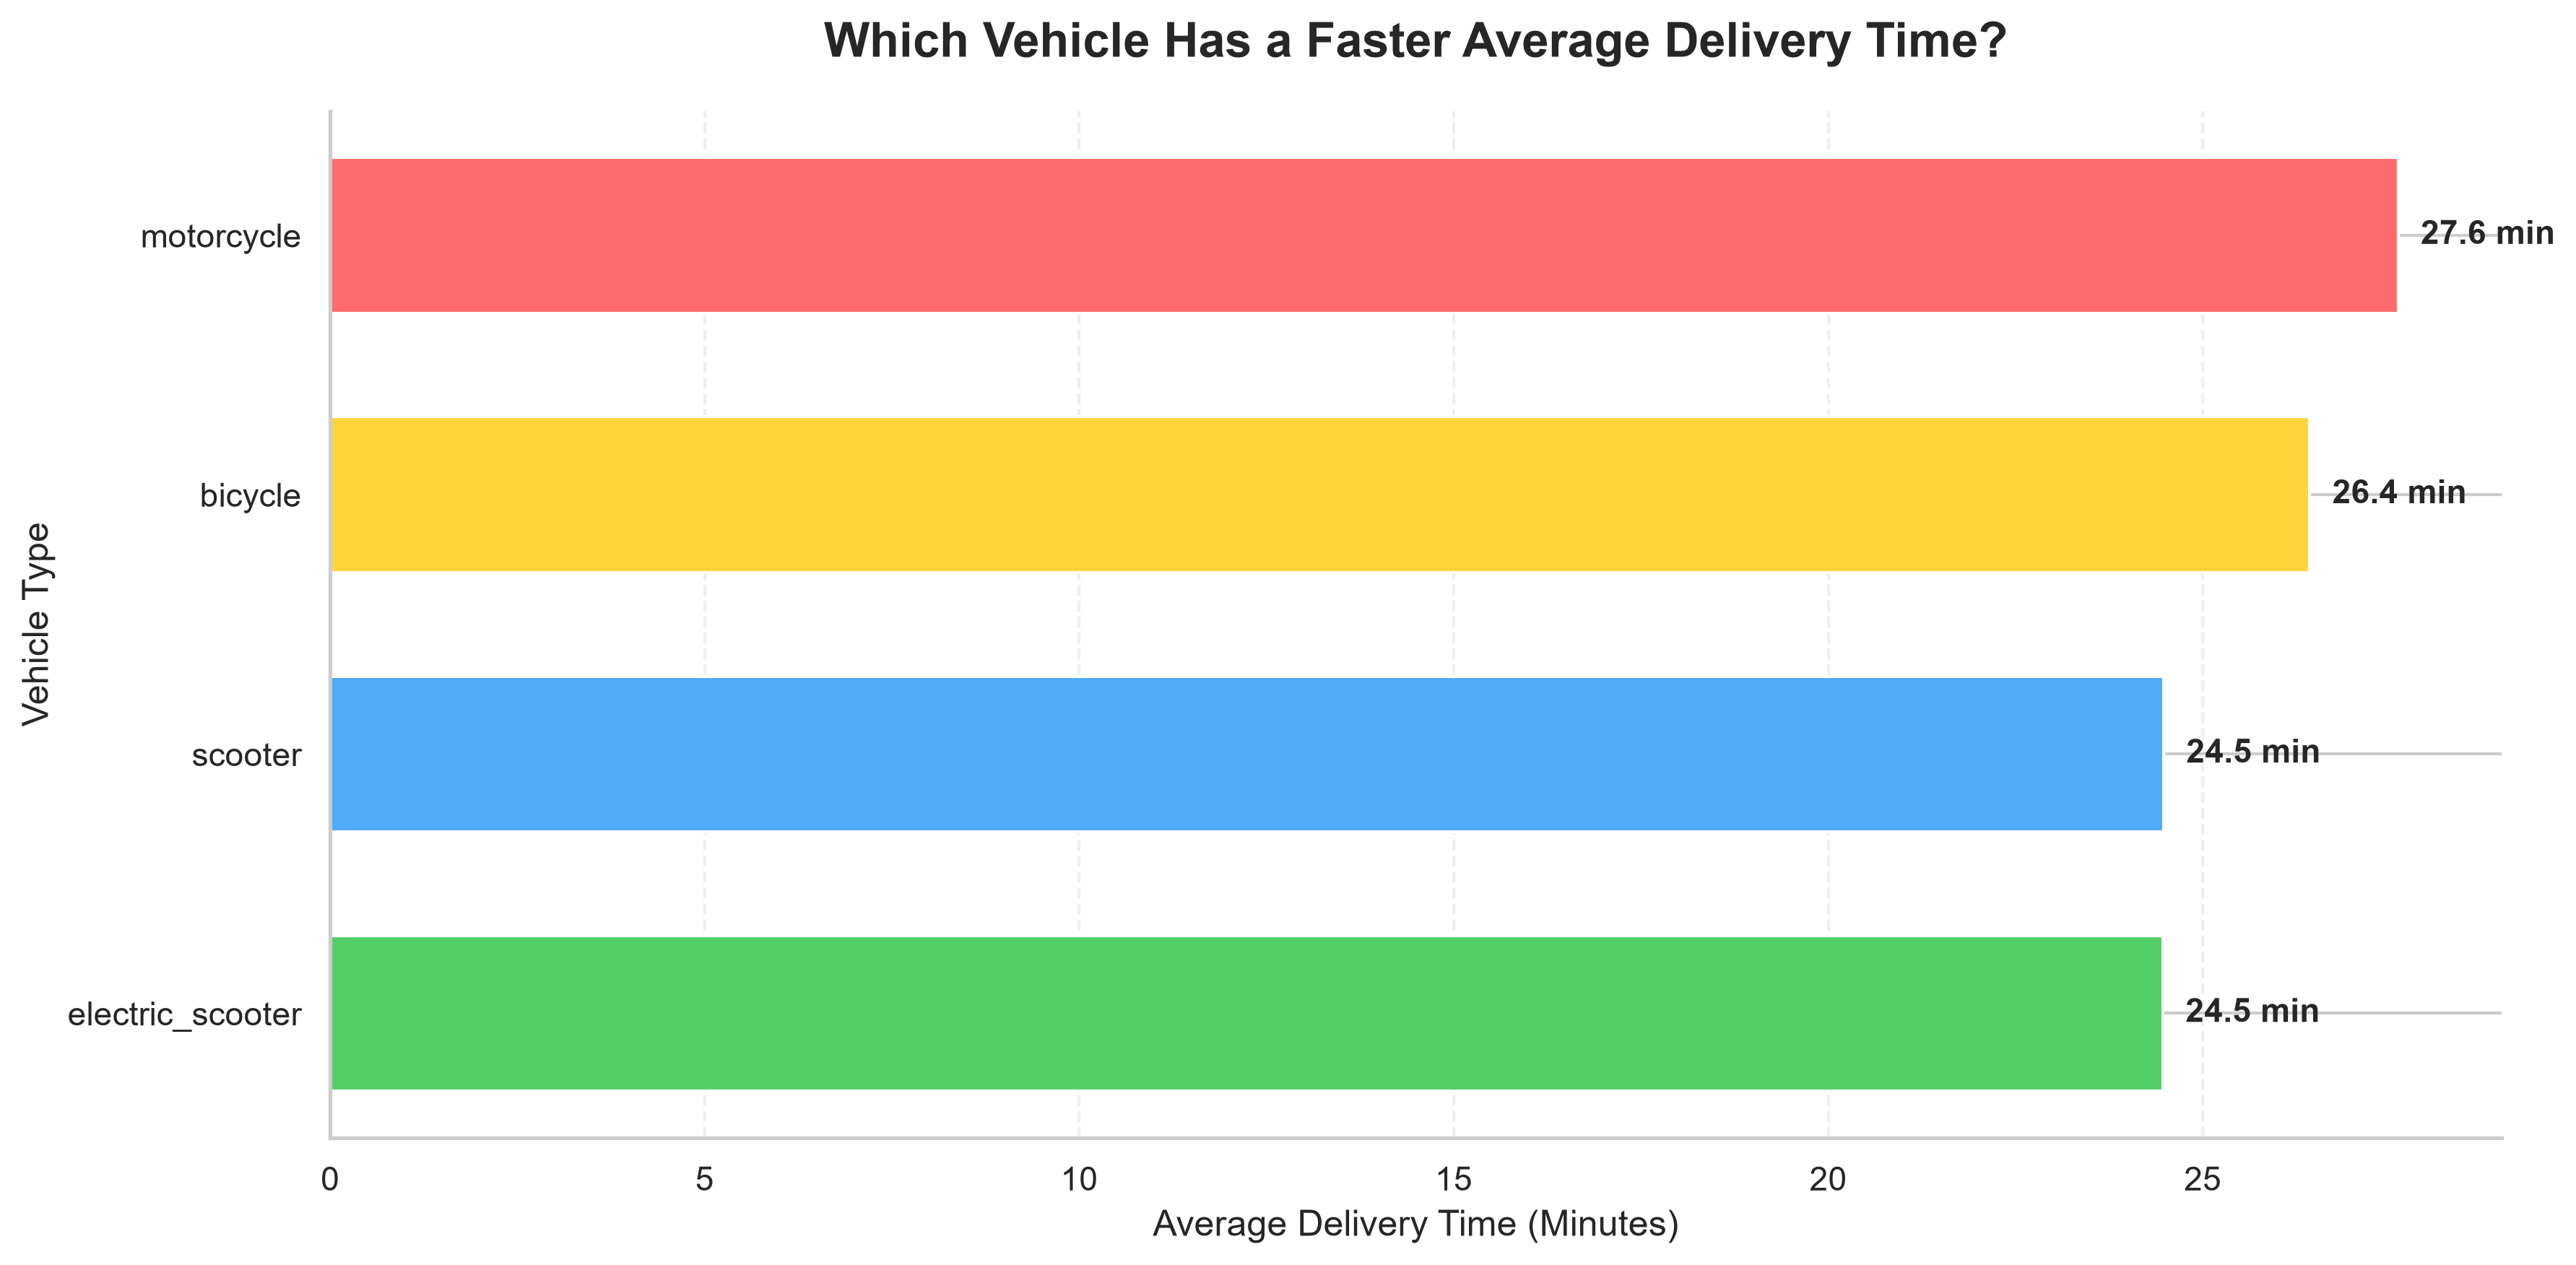 Which Vehicle Has a Faster Average Delivery Time?
motorcycle
27.6 min
bicycle
26.4 min
scooter
24.5 min
electric_scooter
24.5 min
Vehicle Type
0 5 10 15 20 25
Average Delivery Time (Minutes)